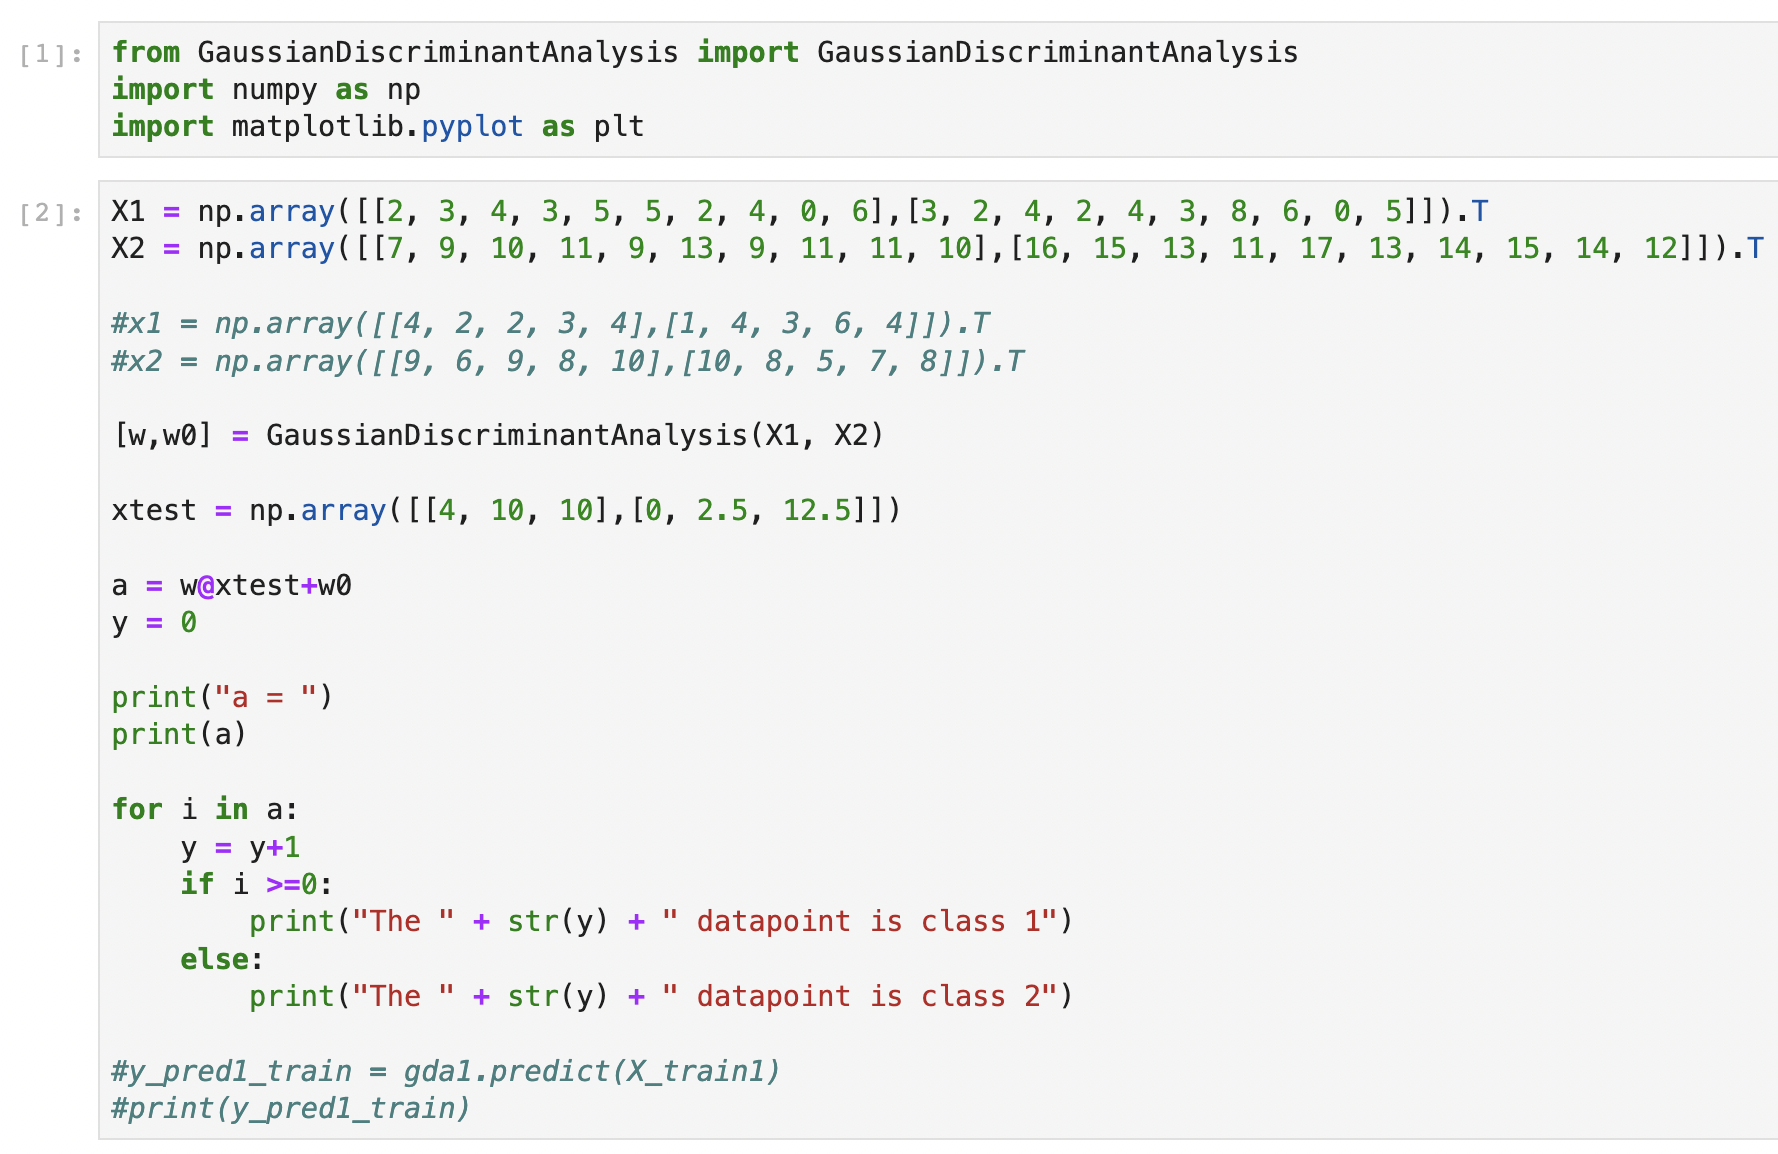 [1]: from GaussianDiscriminantAnalysis import GaussianDiscriminantAnalysis
import numpy as np
import matplotlib.pyplot as plt
[2]: X1 = np.array([[2, 3, 4, 3, 5, 5, 2, 4, 0, 6],[3, 2, 4, 2, 4, 3, 8, 6, 0, 5]]).T
X2 = np.array([[7, 9, 10, 11, 9, 13, 9, 11, 11, 10],[16, 15, 13, 11, 17, 13, 14, 15, 14, 12]]).T
#x1 = np.array([[4, 2, 2, 3, 4],[1, 4, 3, 6, 4]]).T
#x2 = np.array([[9, 6, 9, 8, 10],[10, 8, 5, 7, 8]]).T
[w,w0] = GaussianDiscriminantAnalysis(X1, X2)
xtest = np.array([[4, 10, 10],[0, 2.5, 12.5]])
a = w@xtest+w0
y = 0
print("a = ")
print(a)
for i in a:
    y = y+1
    if i >=0:
        print("The " + str(y) + " datapoint is class 1")
    else:
        print("The " + str(y) + " datapoint is class 2")
#y_pred1_train = gda1.predict(X_train1)
#print(y_pred1_train)